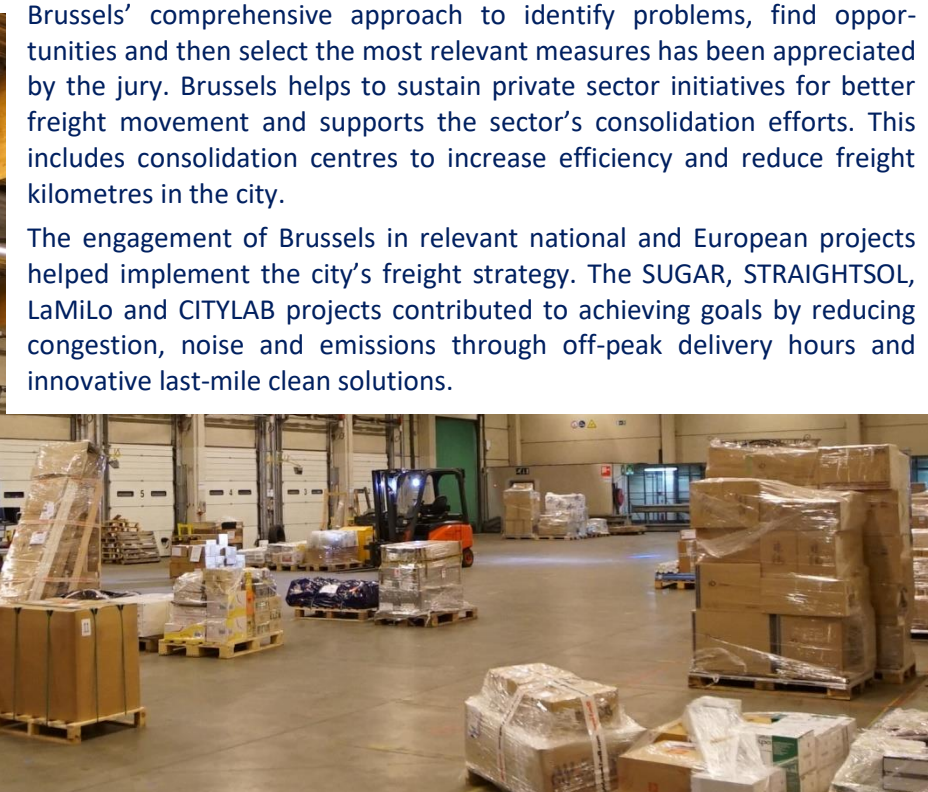 Brussels’ comprehensive approach to identify problems, find oppor-
tunities and then select the most relevant measures has been appreciated
by the jury. Brussels helps to sustain private sector initiatives for better
freight movement and supports the sector’s consolidation efforts. This
includes consolidation centres to increase efficiency and reduce freight
kilometres in the city.
The engagement of Brussels in relevant national and European projects
helped implement the city’s freight strategy. The SUGAR, STRAIGHTSOL,
LaMiLo and CITYLAB projects contributed to achieving goals by reducing
congestion, noise and emissions through off-peak delivery hours and
innovative last-mile clean solutions.
5
4
3